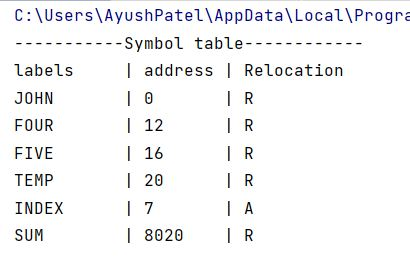 C:\Users\AyushPatel\AppData\Local\Progra
-----------Symbol table------------
labels     | address | Relocation
JOHN       | 0       | R
FOUR       | 12      | R
FIVE       | 16      | R
TEMP       | 20      | R
INDEX      | 7       | A
SUM        | 8020    | R